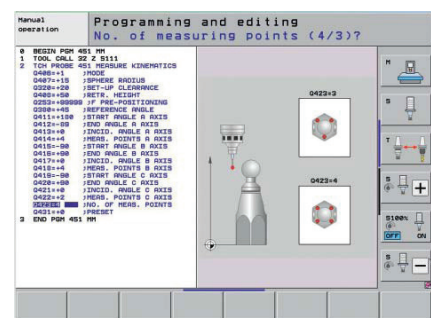 Manual operation
Programming and editing
No. of measuring points (4/3)?
0 BEGIN PGM 451 MM
1 TOOL CALL 32 Z S111
2 TCH PROBE 451 MEASURE KINEMATICS
Q406=+1 ;MODE
Q407=+15 ;SPHERE RADIUS
Q320=+20 ;SET-UP CLEARANCE
Q408=+50 ;RETR. HEIGHT
Q253=+99999 ;F PRE-POSITIONING
Q380=+45 ;REFERENCE ANGLE
Q411=+180 ;START ANGLE A AXIS
Q412=-89 ;END ANGLE A AXIS
Q413=+0 ;INCID. ANGLE A AXIS
Q414=+4 ;MEAS. POINTS A AXIS
Q415=-90 ;START ANGLE B AXIS
Q416=+90 ;END ANGLE B AXIS
Q417=+0 ;INCID. ANGLE B AXIS
Q418=+4 ;MEAS. POINTS B AXIS
Q419=-90 ;START ANGLE C AXIS
Q420=+90 ;END ANGLE C AXIS
Q421=+0 ;INCID. ANGLE C AXIS
Q422=+2 ;MEAS. POINTS C AXIS
Q423=4 ;NO. OF MEAS. POINTS
Q431=+0 ;PRESET
3 END PGM 451 MM
Q423=3
Q423=4
M
S
T
S
S100%
OFF ON
S